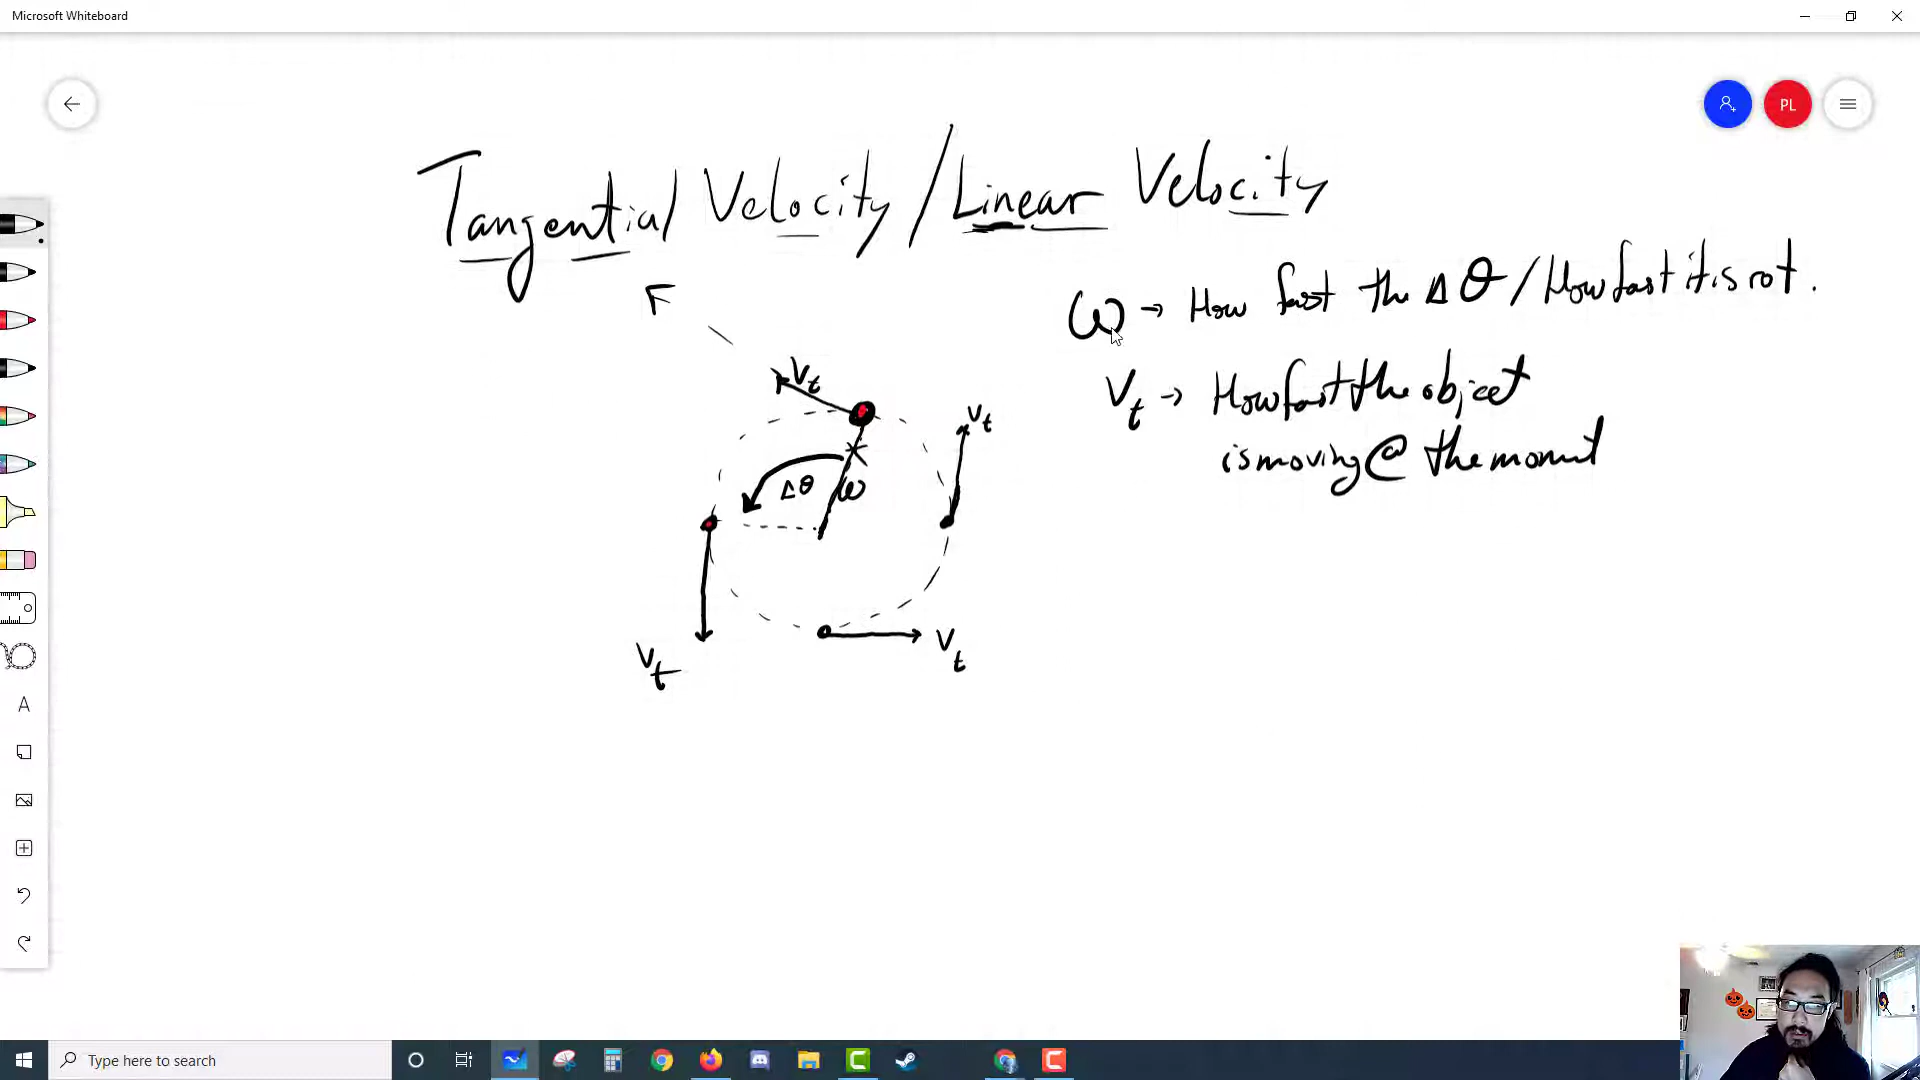 Microsoft Whiteboard
PL
Tangential Velocity / Linear Velocity
ω → How fast the Δθ / How fast it is rot.
Vt → How fast the object
is moving @ the moment
Vt
Vt
Δθ
ω
Vt
Vt
A
Type here to search